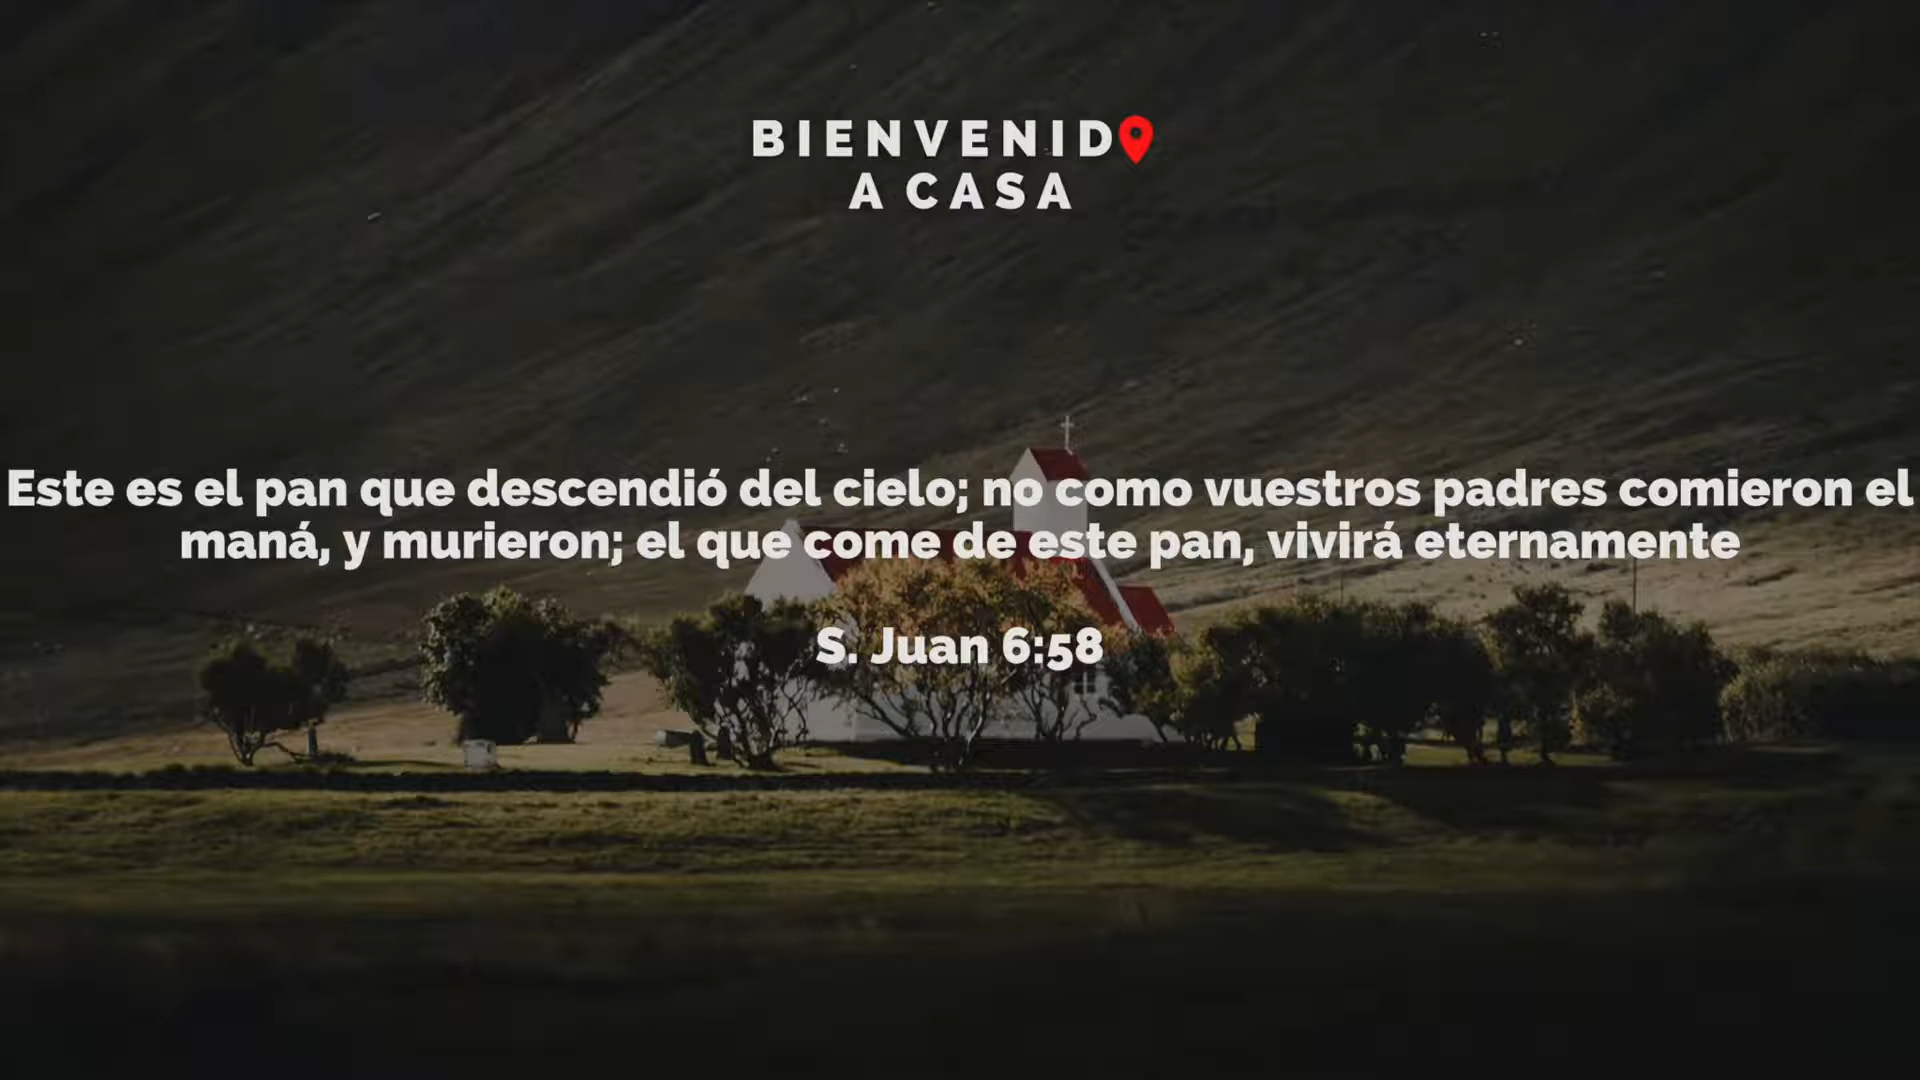 BIENVENID
A CASA
Este es el pan que descendió del cielo; no como vuestros padres comieron el
maná, y murieron; el que come de este pan, vivirá eternamente
S. Juan 6:58